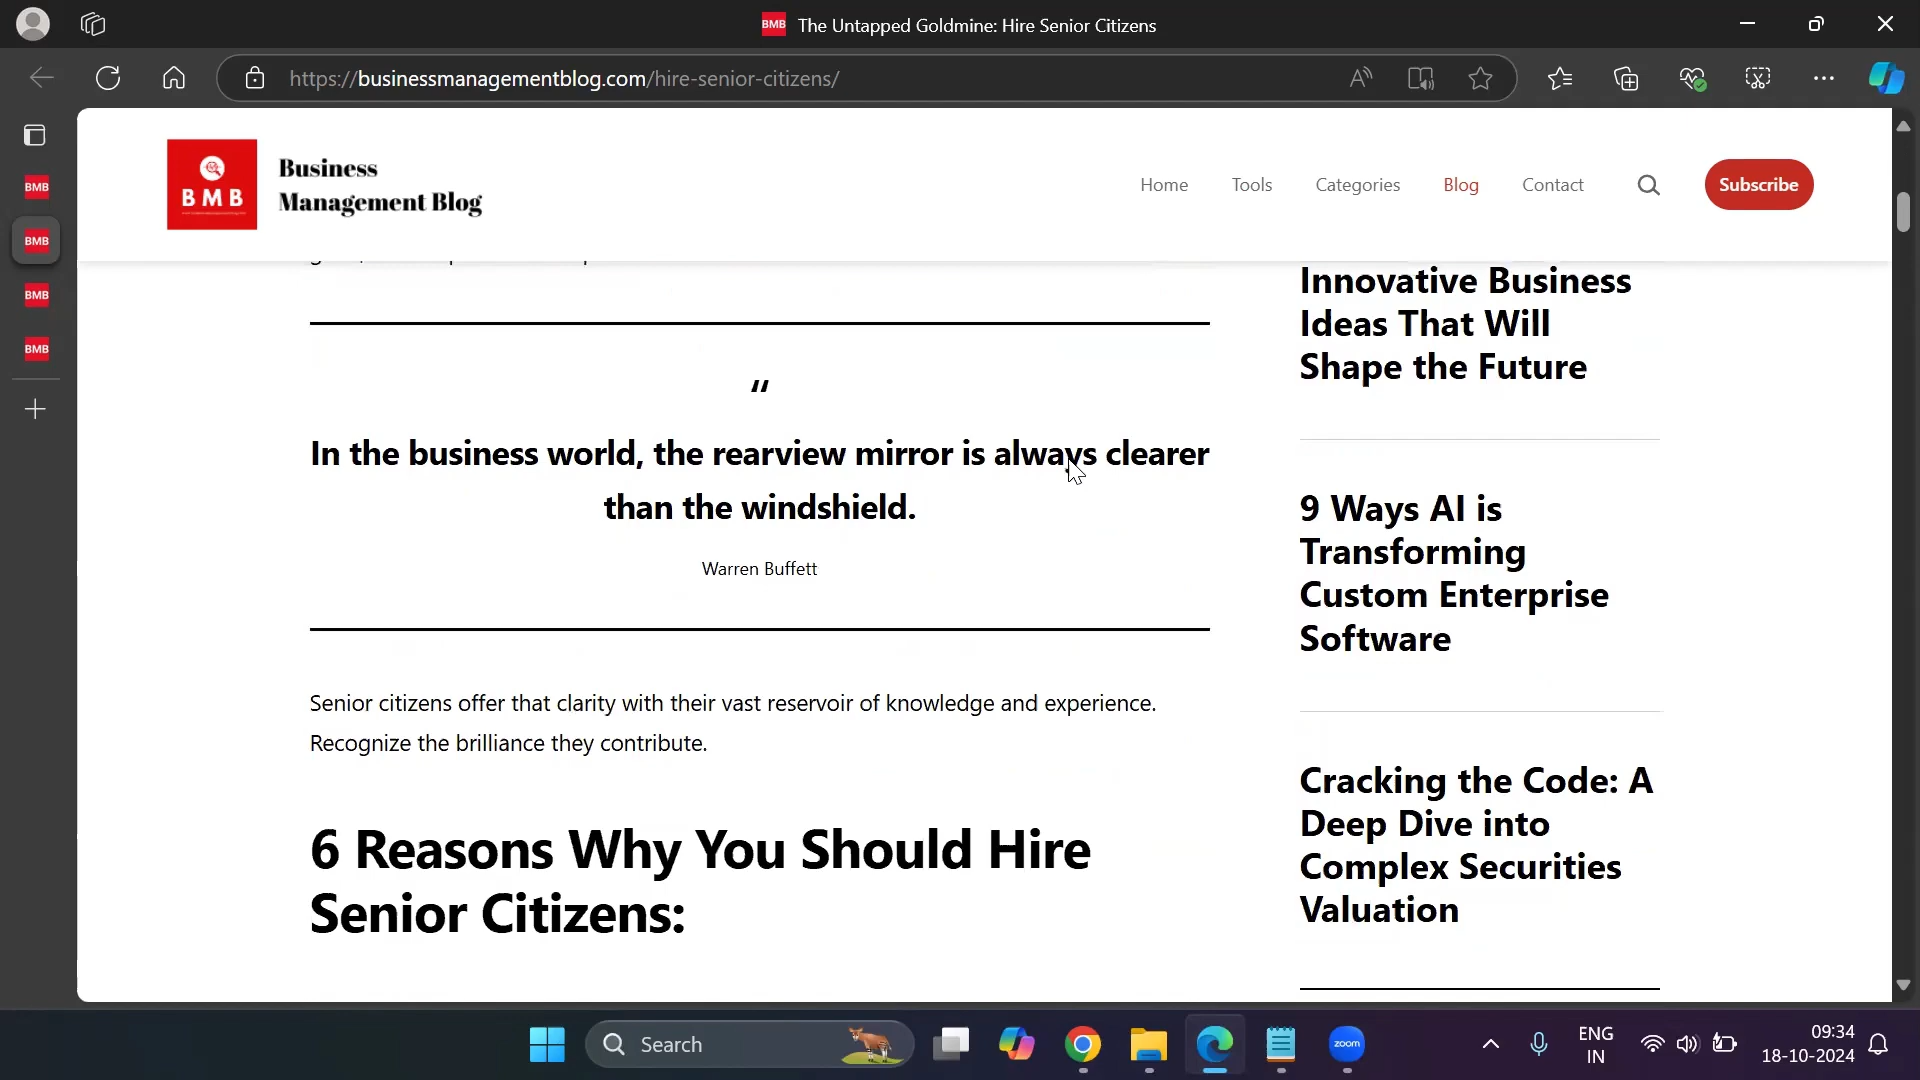 BMB The Untapped Goldmine: Hire Senior Citizens
https://businessmanagementblog.com/hire-senior-citizens/
BMB
BMB
BMB
BMB
BMB
Business
Management Blog
Home
Tools
Categories
Blog
Contact
Subscribe
“
In the business world, the rearview mirror is always clearer
than the windshield.
Warren Buffett
Senior citizens offer that clarity with their vast reservoir of knowledge and experience.
Recognize the brilliance they contribute.
6 Reasons Why You Should Hire
Senior Citizens:
Innovative Business
Ideas That Will
Shape the Future
9 Ways AI is
Transforming
Custom Enterprise
Software
Cracking the Code: A
Deep Dive into
Complex Securities
Valuation
Search
zoom
ENG
IN
09:34
18-10-2024